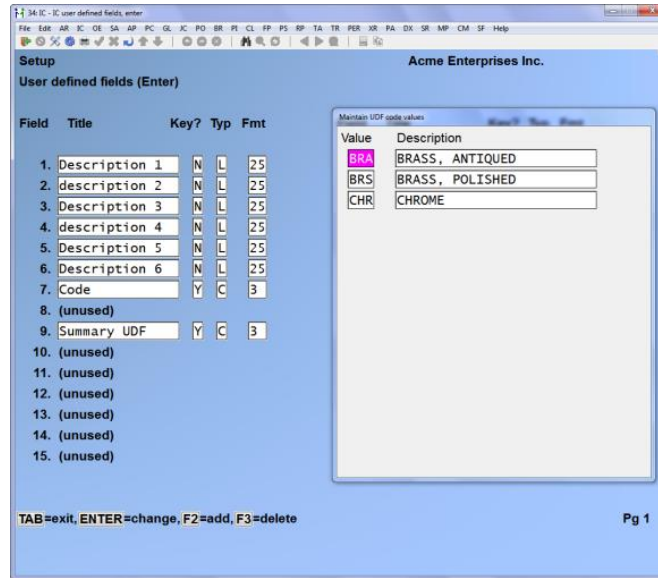 34: IC - IC user defined fields, enter
File Edit AR IC OE SA AP PC GL JC PO BR PI CL FP PS RP TA TR PER XR PA DX SR MP CM SF Help
Setup Acme Enterprises Inc.
User defined fields (Enter)
Field Title Key? Typ Fmt
1. Description 1 N L 25
2. description 2 N L 25
3. Description 3 N L 25
4. description 4 N L 25
5. Description 5 N L 25
6. Description 6 N L 25
7. Code Y C 3
8. (unused)
9. Summary UDF Y C 3
10. (unused)
11. (unused)
12. (unused)
13. (unused)
14. (unused)
15. (unused)
Maintain UDF code values
Value Description
BRA BRASS, ANTIQUED
BRS BRASS, POLISHED
CHR CHROME
TAB=exit, ENTER=change, F2=add, F3=delete Pg 1